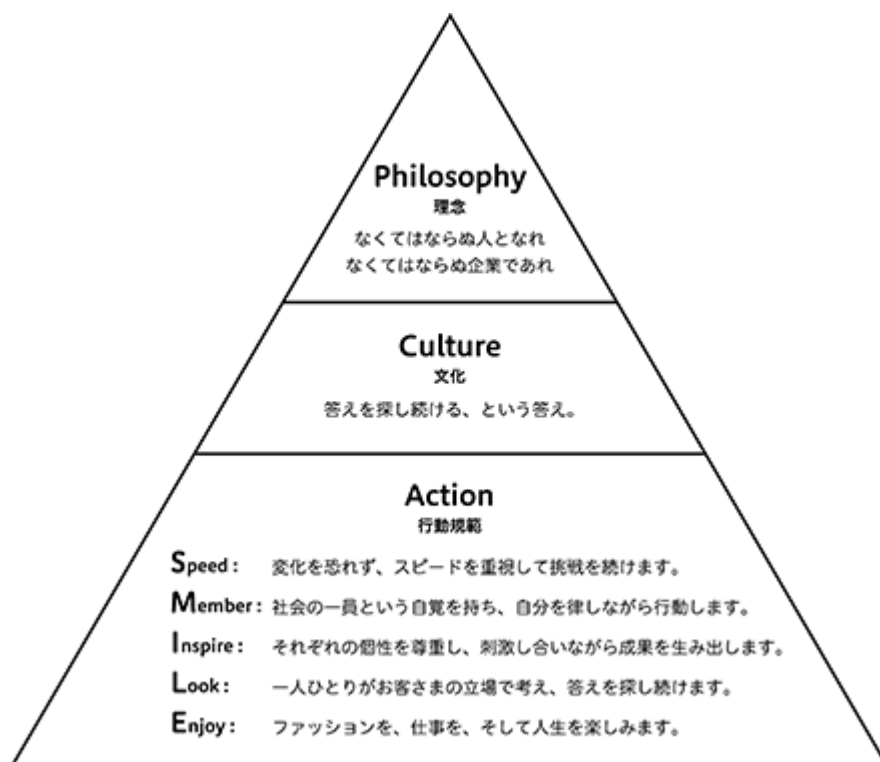 Philosophy
理念
なくてはならぬ人となれ
なくてはならぬ企業であれ
Culture
文化
答えを探し続ける、という答え。
Action
行動規範
Speed: 変化を恐れず、スピードを重視して挑戦を続けます。
Member: 社会の一員という自覚を持ち、自分を律しながら行動します。
Inspire: それぞれの個性を尊重し、刺激し合いながら成果を生み出します。
Look: 一人ひとりがお客さまの立場で考え、答えを探し続けます。
Enjoy: ファッションを、仕事を、そして人生を楽しみます。